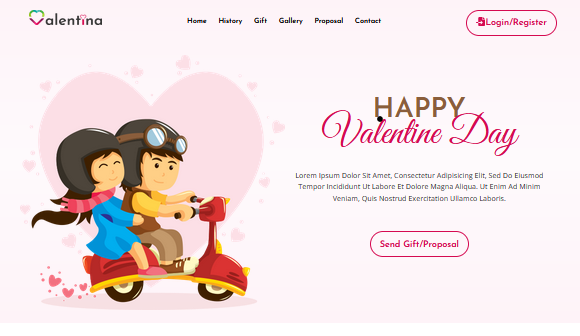 Valentina
Home History Gift Gallery Proposal Contact
Login/Register
HAPPY
Valentine Day
Lorem Ipsum Dolor Sit Amet, Consectetur Adipisicing Elit, Sed Do Eiusmod
Tempor Incididunt Ut Labore Et Dolore Magna Aliqua. Ut Enim Ad Minim
Veniam, Quis Nostrud Exercitation Ullamco Laboris.
Send Gift/Proposal